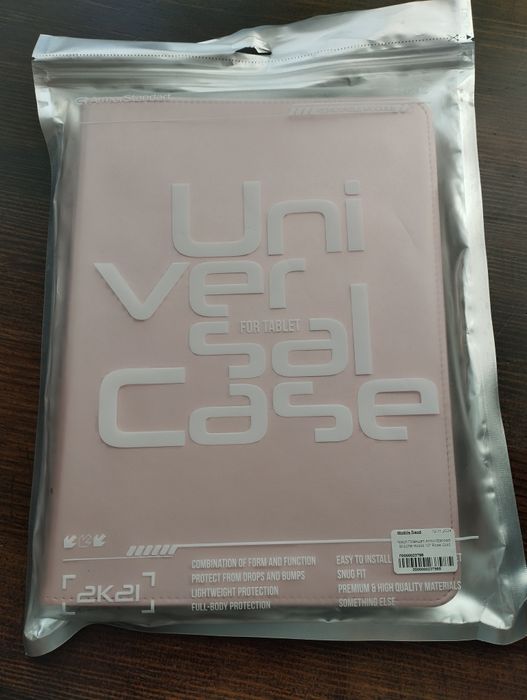 ArmorStandart
Uni
ver
FOR TABLET
sal
Case
COMBINATION OF FORM AND FUNCTION
PROTECT FROM DROPS AND BUMPS
LIGHTWEIGHT PROTECTION
FULL-BODY PROTECTION
EASY TO INSTALL
SNUG FIT
PREMIUM & HIGH QUALITY MATERIALS
SOMETHING ELSE
2K21